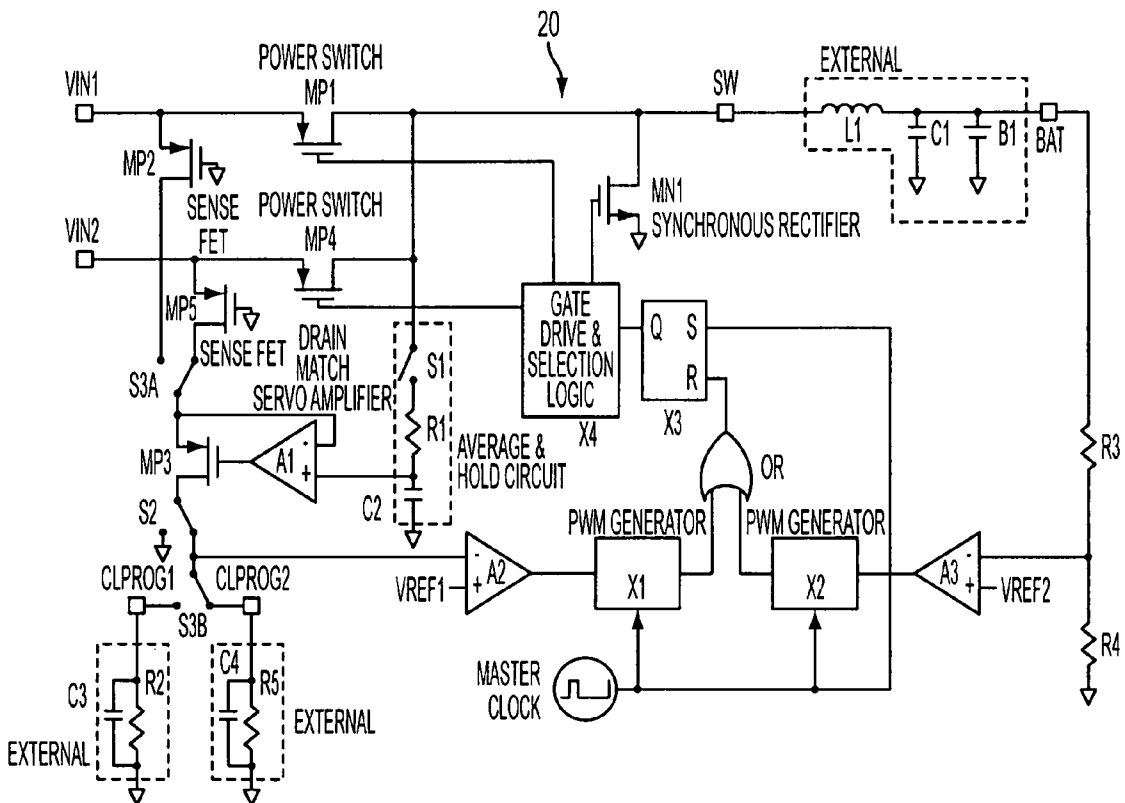 20
POWER SWITCH
MP1
VIN1
SW
EXTERNAL
L1
C1
B1
BAT
MP2
SENSE
FET
POWER SWITCH
MP4
VIN2
MN1
SYNCHRONOUS RECTIFIER
MP5
SENSE FET
GATE
DRIVE &
SELECTION
LOGIC
X4
Q
S
R
X3
DRAIN
MATCH
SERVO AMPLIFIER
S1
R1
S3A
MP3
A1
-
+
AVERAGE &
HOLD CIRCUIT
C2
OR
R3
S2
PWM GENERATOR
PWM GENERATOR
CLPROG1
CLPROG2
S3B
-
+
A2
VREF1
X1
X2
A3
-
+
VREF2
R4
C3
R2
C4
R5
EXTERNAL
EXTERNAL
MASTER
CLOCK